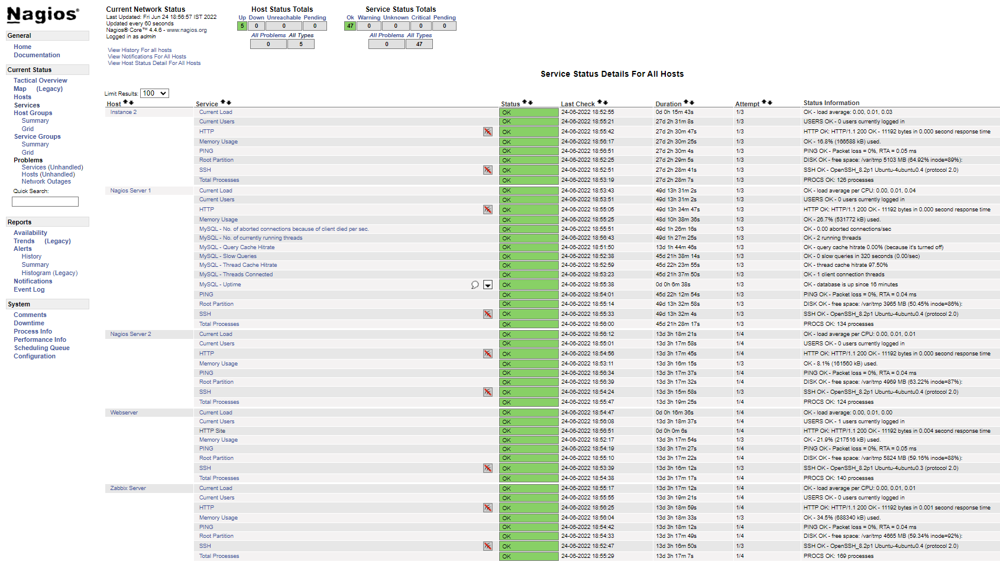 Nagios®
General
Home
Documentation
Current Status
Tactical Overview
Map (Legacy)
Hosts
Services
Host Groups
Summary
Grid
Service Groups
Summary
Grid
Problems
Services (Unhandled)
Hosts (Unhandled)
Network Outages
Quick Search:
Reports
Availability
Trends (Legacy)
Alerts
History
Summary
Histogram (Legacy)
Notifications
Event Log
System
Comments
Downtime
Process Info
Performance Info
Scheduling Queue
Configuration
Current Network Status
Last Updated: Fri Jun 24 18:56:57 IST 2022
Updated every 60 seconds
Nagios® Core™ 4.4.6 - www.nagios.org
Logged in as admin
View History For all hosts
View Notifications For All Hosts
View Host Status Detail For All Hosts
Host Status Totals
Up Down Unreachable Pending
5 0 0 0
All Problems All Types
0 5
Service Status Totals
Ok Warning Unknown Critical Pending
47 0 0 0 0
All Problems All Types
0 47
Service Status Details For All Hosts
Limit Results: 100
Host Service Status Last Check Duration Attempt Status Information
Instance 2 Current Load OK 24-06-2022 18:52:55 0d 0h 15m 43s 1/3 OK - load average: 0.00, 0.01, 0.03
Current Users OK 24-06-2022 18:55:21 27d 2h 31m 8s 1/3 USERS OK - 0 users currently logged in
HTTP OK 24-06-2022 18:55:42 27d 2h 30m 47s 1/3 HTTP OK: HTTP/1.1 200 OK - 11192 bytes in 0.000 second response time
Memory Usage OK 24-06-2022 18:56:17 27d 2h 30m 25s 1/3 OK - 16.8% (166588 kB) used.
PING OK 24-06-2022 18:56:51 27d 2h 30m 4s 1/3 PING OK - Packet loss = 0%, RTA = 0.05 ms
Root Partition OK 24-06-2022 18:52:25 27d 2h 29m 5s 1/3 DISK OK - free space: /var/tmp 5103 MB (64.92% inode=89%):
SSH OK 24-06-2022 18:52:51 27d 2h 28m 41s 1/3 SSH OK - OpenSSH_8.2p1 Ubuntu-4ubuntu0.4 (protocol 2.0)
Total Processes OK 24-06-2022 18:53:19 27d 2h 28m 7s 1/3 PROCS OK: 126 processes
Nagios Server 1 Current Load OK 24-06-2022 18:53:43 49d 13h 31m 2s 1/3 OK - load average per CPU: 0.00, 0.01, 0.04
Current Users OK 24-06-2022 18:53:51 49d 13h 31m 2s 1/3 USERS OK - 0 users currently logged in
HTTP OK 24-06-2022 18:55:05 49d 13h 34m 47s 1/3 HTTP OK: HTTP/1.1 200 OK - 11192 bytes in 0.000 second response time
Memory Usage OK 24-06-2022 18:55:25 48d 10h 38m 36s 1/3 OK - 26.7% (531772 kB) used.
MySQL - No. of aborted connections because of client died per sec. OK 24-06-2022 18:55:51 49d 1h 26m 16s 1/3 OK - 0.00 aborted connections/sec
MySQL - No. of currently running threads OK 24-06-2022 18:56:43 49d 1h 27m 25s 1/3 OK - 2 running threads
MySQL - Query Cache Hitrate OK 24-06-2022 18:51:50 13d 1h 44m 46s 1/3 OK - query cache hitrate 0.00% (because it's turned off)
MySQL - Slow Queries OK 24-06-2022 18:52:38 45d 21h 38m 14s 1/3 OK - 0 slow queries in 320 seconds (0.00/sec)
MySQL - Thread Cache Hitrate OK 24-06-2022 18:52:59 45d 22h 23m 55s 1/3 OK - thread cache hitrate 97.50%
MySQL - Threads Connected OK 24-06-2022 18:53:23 45d 21h 37m 50s 1/3 OK - 1 client connection threads
MySQL - Uptime OK 24-06-2022 18:55:38 0d 0h 6m 38s 1/3 OK - database is up since 16 minutes
PING OK 24-06-2022 18:54:01 45d 22h 12m 54s 1/3 PING OK - Packet loss = 0%, RTA = 0.04 ms
Root Partition OK 24-06-2022 18:55:14 49d 13h 32m 58s 1/3 DISK OK - free space: /var/tmp 3965 MB (50.45% inode=86%):
SSH OK 24-06-2022 18:55:33 49d 13h 32m 4s 1/3 SSH OK - OpenSSH_8.2p1 Ubuntu-4ubuntu0.4 (protocol 2.0)
Total Processes OK 24-06-2022 18:56:00 45d 21h 28m 17s 1/3 PROCS OK: 134 processes
Nagios Server 2 Current Load OK 24-06-2022 18:56:12 13d 3h 18m 21s 1/4 OK - load average per CPU: 0.00, 0.01, 0.01
Current Users OK 24-06-2022 18:55:01 13d 3h 17m 58s 1/4 USERS OK - 0 users currently logged in
HTTP OK 24-06-2022 18:54:56 13d 3h 17m 45s 1/4 HTTP OK: HTTP/1.1 200 OK - 11192 bytes in 0.000 second response time
Memory Usage OK 24-06-2022 18:53:11 13d 3h 16m 15s 1/3 OK - 8.1% (161560 kB) used.
PING OK 24-06-2022 18:56:34 13d 3h 17m 37s 1/4 PING OK - Packet loss = 0%, RTA = 0.04 ms
Root Partition OK 24-06-2022 18:56:39 13d 3h 17m 32s 1/4 DISK OK - free space: /var/tmp 4969 MB (63.22% inode=87%):
SSH OK 24-06-2022 18:54:24 13d 3h 15m 58s 1/3 SSH OK - OpenSSH_8.2p1 Ubuntu-4ubuntu0.4 (protocol 2.0)
Total Processes OK 24-06-2022 18:55:47 13d 3h 19m 25s 1/4 PROCS OK: 124 processes
Webserver Current Load OK 24-06-2022 18:54:47 0d 0h 16m 36s 1/4 OK - load average: 0.00, 0.01, 0.00
Current Users OK 24-06-2022 18:56:08 13d 3h 18m 37s 1/4 USERS OK - 1 users currently logged in
HTTP Site OK 24-06-2022 18:56:51 0d 0h 0m 6s 1/4 HTTP OK: HTTP/1.1 200 OK - 11192 bytes in 0.004 second response time
Memory Usage OK 24-06-2022 18:52:17 13d 3h 17m 54s 1/3 OK - 21.9% (217516 kB) used.
PING OK 24-06-2022 18:54:19 13d 3h 17m 27s 1/4 PING OK - Packet loss = 0%, RTA = 0.05 ms
Root Partition OK 24-06-2022 18:55:10 13d 3h 17m 22s 1/4 DISK OK - free space: /var/tmp 5824 MB (59.16% inode=88%):
SSH OK 24-06-2022 18:53:39 13d 3h 16m 12s 1/3 SSH OK - OpenSSH_8.2p1 Ubuntu-4ubuntu0.3 (protocol 2.0)
Total Processes OK 24-06-2022 18:54:38 13d 3h 17m 17s 1/4 PROCS OK: 140 processes
Zabbix Server Current Load OK 24-06-2022 18:55:17 13d 3h 17m 12s 1/4 OK - load average per CPU: 0.00, 0.01, 0.01
Current Users OK 24-06-2022 18:55:55 13d 3h 19m 21s 1/4 USERS OK - 0 users currently logged in
HTTP OK 24-06-2022 18:56:25 13d 3h 18m 59s 1/4 HTTP OK: HTTP/1.1 200 OK - 11192 bytes in 0.001 second response time
Memory Usage OK 24-06-2022 18:56:04 13d 3h 18m 33s 1/3 OK - 34.5% (688340 kB) used.
PING OK 24-06-2022 18:54:42 13d 3h 18m 12s 1/4 PING OK - Packet loss = 0%, RTA = 0.04 ms
Root Partition OK 24-06-2022 18:54:33 13d 3h 17m 49s 1/4 DISK OK - free space: /var/tmp 4665 MB (59.34% inode=92%):
SSH OK 24-06-2022 18:52:47 13d 3h 16m 50s 1/3 SSH OK - OpenSSH_8.2p1 Ubuntu-4ubuntu0.4 (protocol 2.0)
Total Processes OK 24-06-2022 18:55:29 13d 3h 17m 7s 1/4 PROCS OK: 169 processes